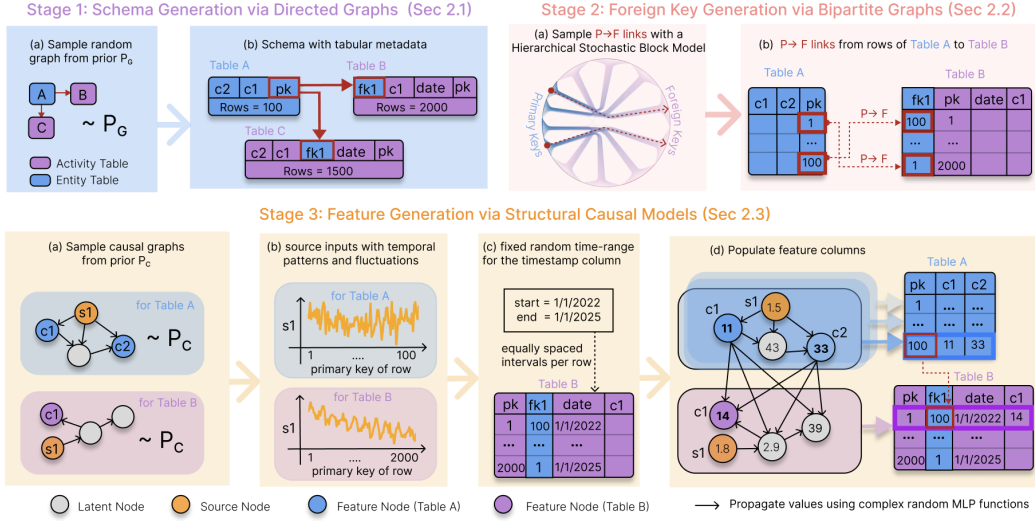 Stage 1: Schema Generation via Directed Graphs (Sec 2.1)
(a) Sample random
graph from prior P_G
A
B
C
~ P_G
Activity Table
Entity Table
(b) Schema with tabular metadata
Table A
c2 c1 pk
Rows = 100
Table B
fk1 c1 date pk
Rows = 2000
Table C
c2 c1 fk1 date pk
Rows = 1500
Stage 2: Foreign Key Generation via Bipartite Graphs (Sec 2.2)
(a) Sample P→F links with a
Hierarchical Stochastic Block Model
Primary Keys
Foreign Keys
(b) P→F links from rows of Table A to Table B
Table A
c1 c2 pk
1
...
100
P→ F
P→ F
Table B
fk1 pk date c1
100 1
... ...
1 2000
Stage 3: Feature Generation via Structural Causal Models (Sec 2.3)
(a) Sample causal graphs
from prior P_C
for Table A
s1
c1
c2
~ P_C
for Table B
c1
s1
~ P_C
(b) source inputs with temporal
patterns and fluctuations
for Table A
s1
1 .... 100
primary key of row
for Table B
s1
1 .... 2000
primary key of row
(c) fixed random time-range
for the timestamp column
start = 1/1/2022
end = 1/1/2025
equally spaced
intervals per row
Table B
pk fk1 date c1
1 100 1/1/2022
... ... ...
2000 1 1/1/2025
(d) Populate feature columns
s1
1.5
c1
11
c2
43
33
c1
14
39
s1
1.8
2.9
Table A
pk c1 c2
1
... ... ...
100 11 33
Table B
pk fk1 date c1
1 100 1/1/2022 14
... ...
2000 1 1/1/2025
Latent Node
Source Node
Feature Node (Table A)
Feature Node (Table B)
Propagate values using complex random MLP functions